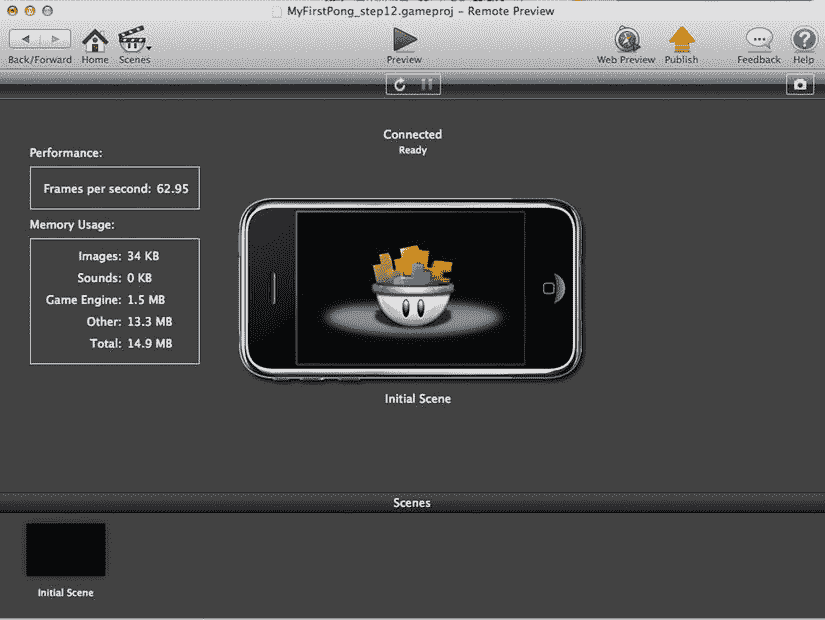 MyFirstPong_step12.gameproj – Remote Preview
Back/Forward Home Scenes Preview Web Preview Publish Feedback Help
Connected
Ready
Performance:
Frames per second: 62.95
Memory Usage:
Images: 34 KB
Sounds: 0 KB
Game Engine: 1.5 MB
Other: 13.3 MB
Total: 14.9 MB
Initial Scene
Scenes
Initial Scene